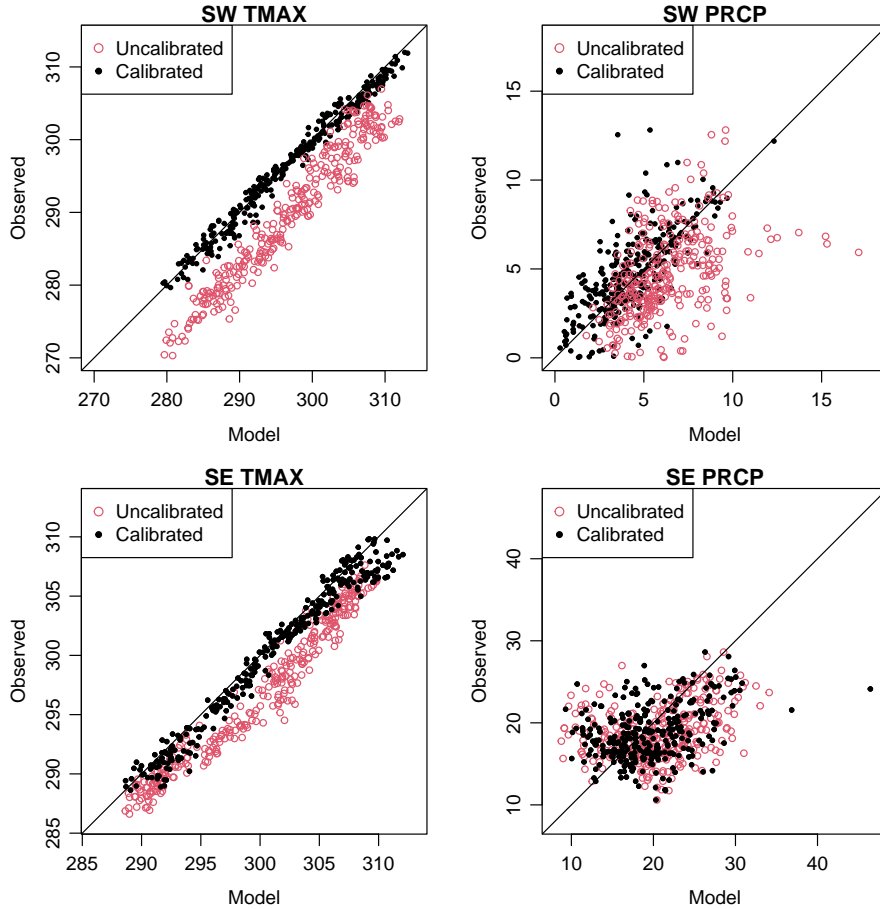 SW TMAX
Uncalibrated
Calibrated
Observed
270 280 290 300 310
270 280 290 300 310
Model
SW PRCP
Uncalibrated
Calibrated
Observed
0 5 10 15
0 5 10 15
Model
SE TMAX
Uncalibrated
Calibrated
Observed
285 290 295 300 305 310
285 290 295 300 305 310
Model
SE PRCP
Uncalibrated
Calibrated
Observed
10 20 30 40
10 20 30 40
Model